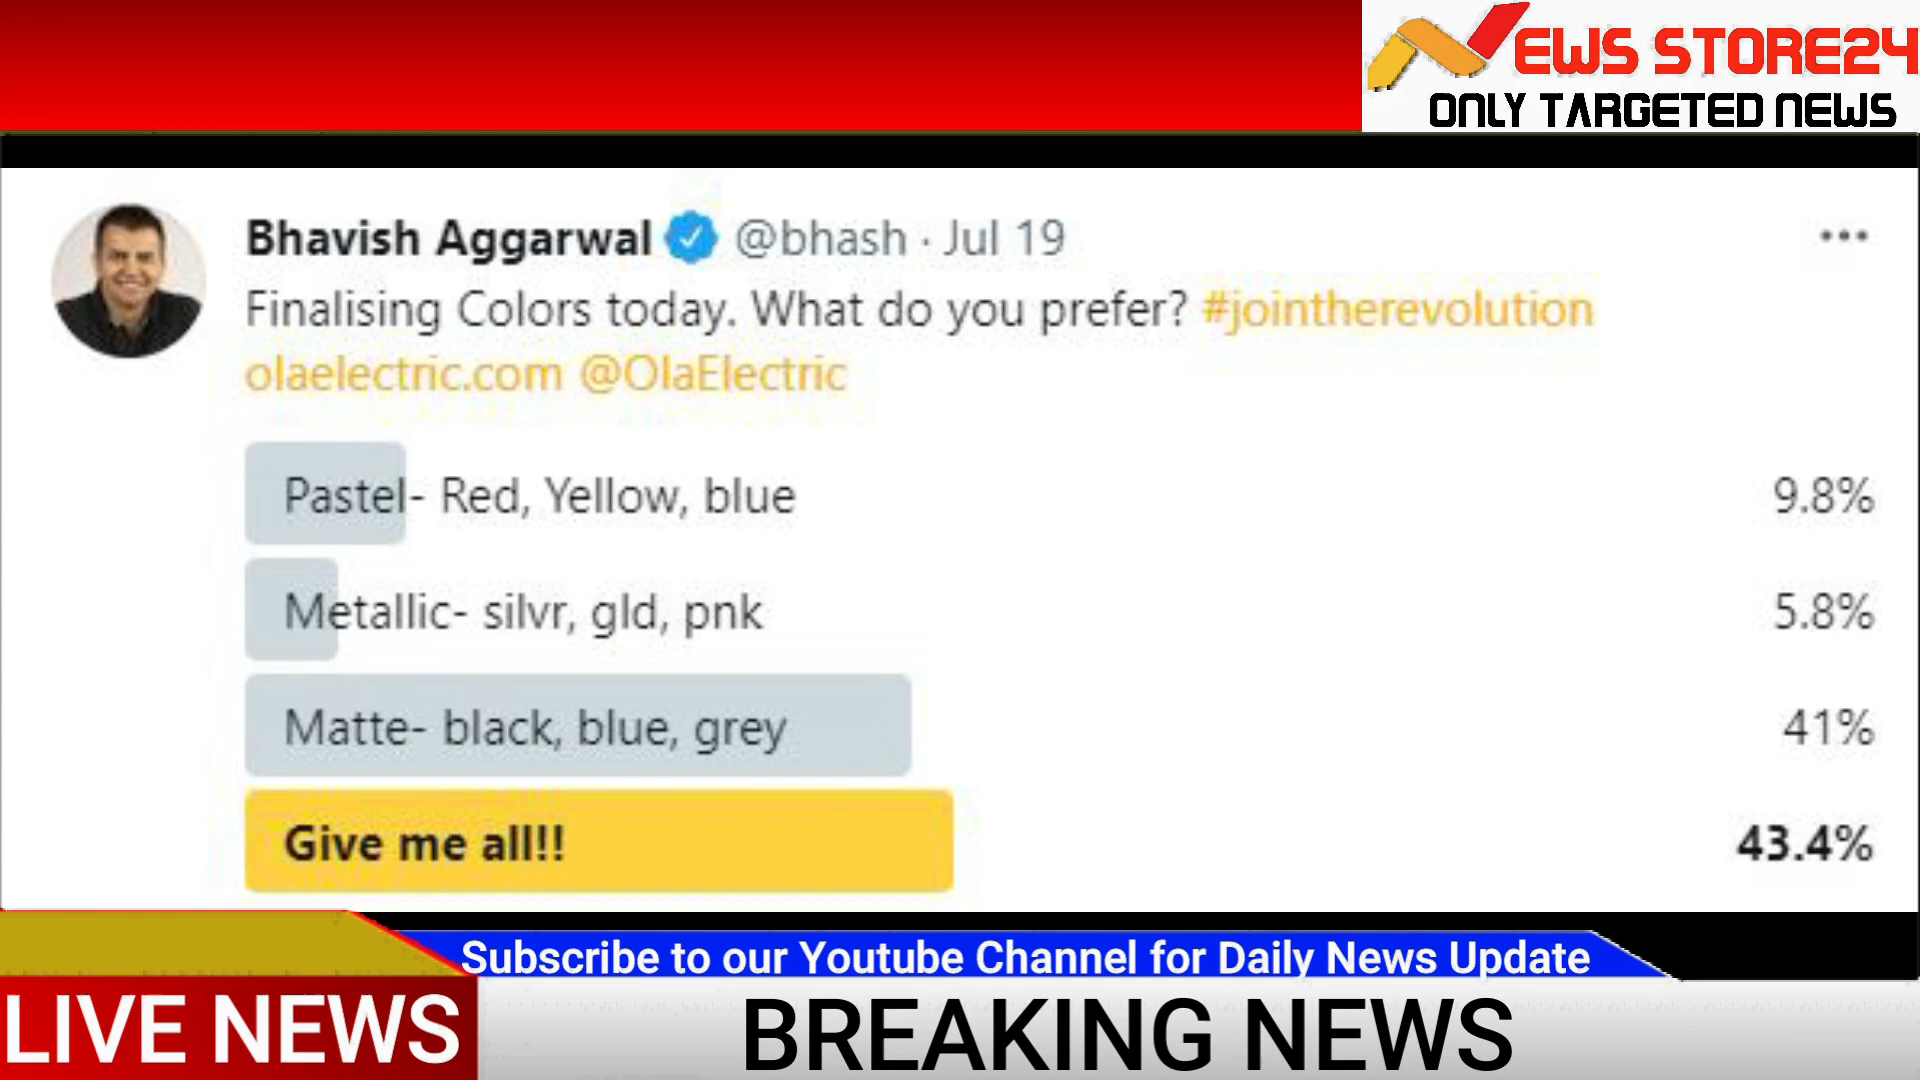 NEWS STORE24
ONLY TARGETED NEWS
Bhavish Aggarwal @bhash · Jul 19
Finalising Colors today. What do you prefer? #jointherevolution
olaelectric.com @OlaElectric
Pastel- Red, Yellow, blue 9.8%
Metallic- silvr, gld, pnk 5.8%
Matte- black, blue, grey 41%
Give me all!! 43.4%
Subscribe to our Youtube Channel for Daily News Update
LIVE NEWS BREAKING NEWS